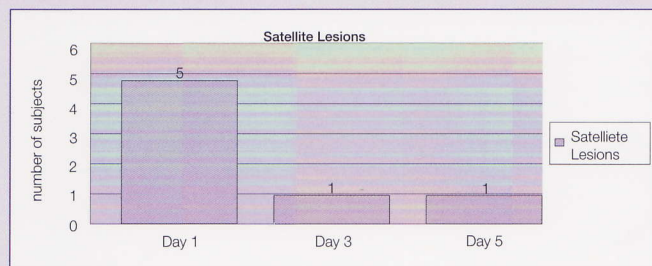 Satellite Lesions
6
5
4
3
2
1
0
number of subjects
5
1
1
Day 1
Day 3
Day 5
Satelliete
Lesions